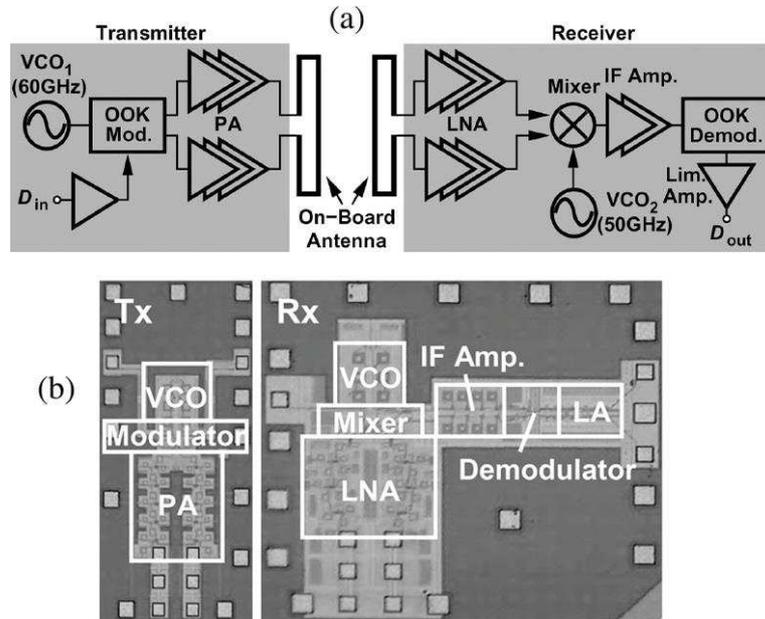 (a)
Transmitter
Receiver
VCO1
(60GHz)
OOK
Mod.
PA
Din
On−Board
Antenna
LNA
Mixer
IF Amp.
OOK
Demod.
Lim.
Amp.
VCO2
(50GHz)
Dout
(b)
Tx
VCO
Modulator
PA
Rx
VCO
IF Amp.
Mixer
LA
Demodulator
LNA